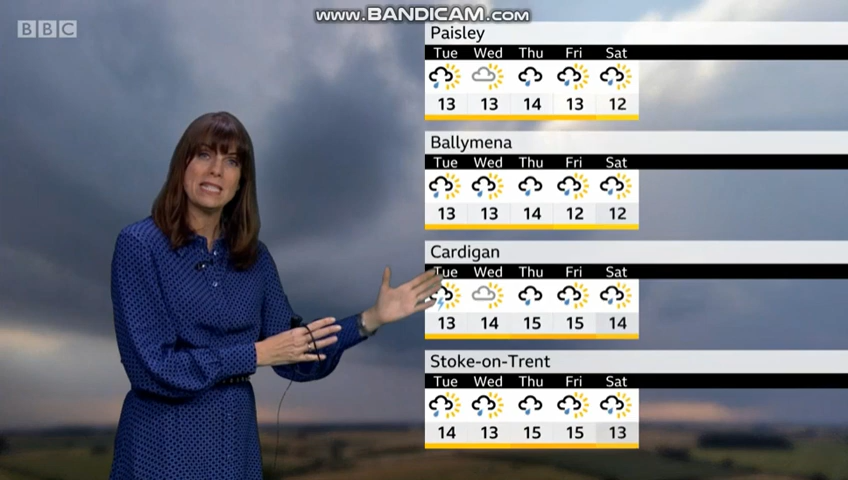 BBC
www.BANDICAM.com
Paisley
Tue Wed Thu Fri Sat
13 13 14 13 12
Ballymena
Tue Wed Thu Fri Sat
13 13 14 12 12
Cardigan
Tue Wed Thu Fri Sat
13 14 15 15 14
Stoke-on-Trent
Tue Wed Thu Fri Sat
14 13 15 15 13